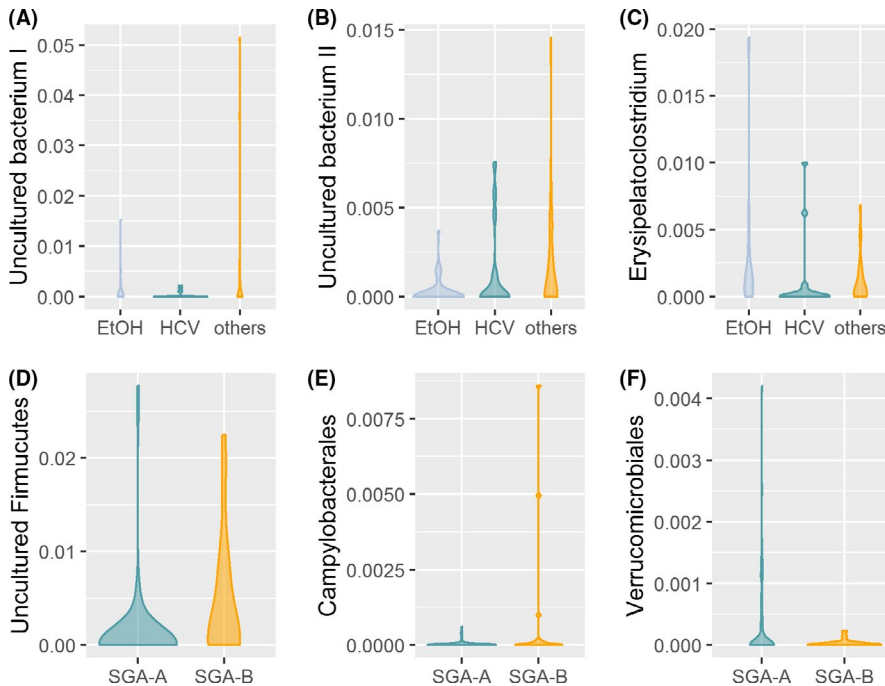 (A)
Uncultured bacterium I
0.05
0.04
0.03
0.02
0.01
0.00
EtOH HCV others
(B)
Uncultured bacterium II
0.015
0.010
0.005
0.000
EtOH HCV others
(C)
Erysipelatoclostridium
0.020
0.015
0.010
0.005
0.000
EtOH HCV others
(D)
Uncultured Firmucutes
0.02
0.01
0.00
SGA-A SGA-B
(E)
Campylobacterales
0.0075
0.0050
0.0025
0.0000
SGA-A SGA-B
(F)
Verrucomicrobiales
0.004
0.003
0.002
0.001
0.000
SGA-A SGA-B